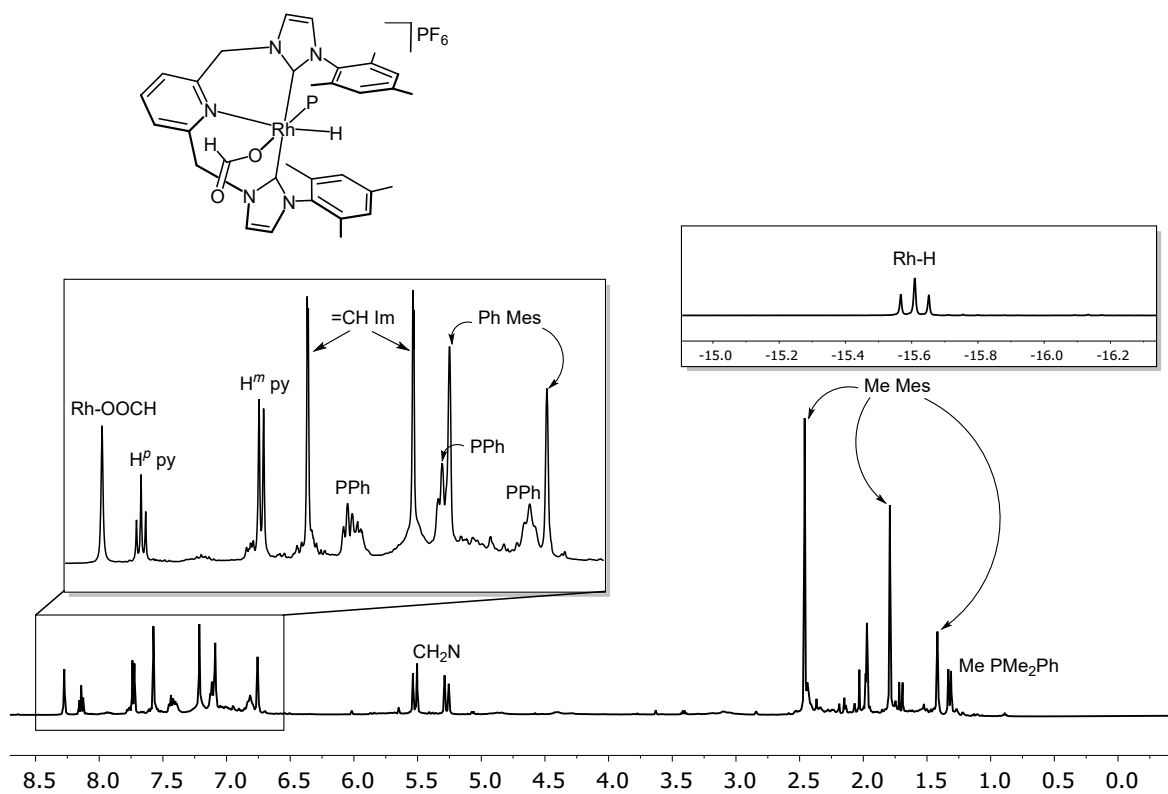 PF6
N
N
P
N
Rh
H
H
O
O
N
N
Rh-H
-15.0 -15.2 -15.4 -15.6 -15.8 -16.0 -16.2
=CH Im
Ph Mes
Hm py
Rh-OOCH
Hp py
PPh
PPh
PPh
Me Mes
CH2N
Me PMe2Ph
8.5 8.0 7.5 7.0 6.5 6.0 5.5 5.0 4.5 4.0 3.5 3.0 2.5 2.0 1.5 1.0 0.5 0.0